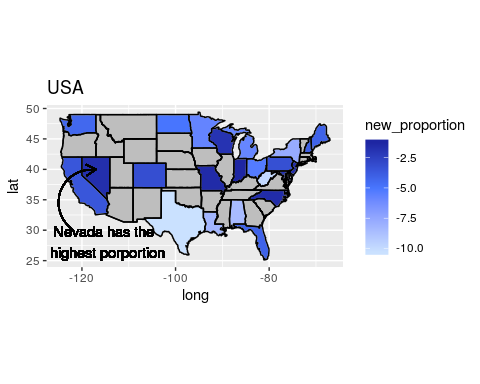 USA
new_proportion
50
45
40
35
30
25
lat
-2.5
-5.0
-7.5
-10.0
Nevada has the
highest porportion
-120
-100
-80
long